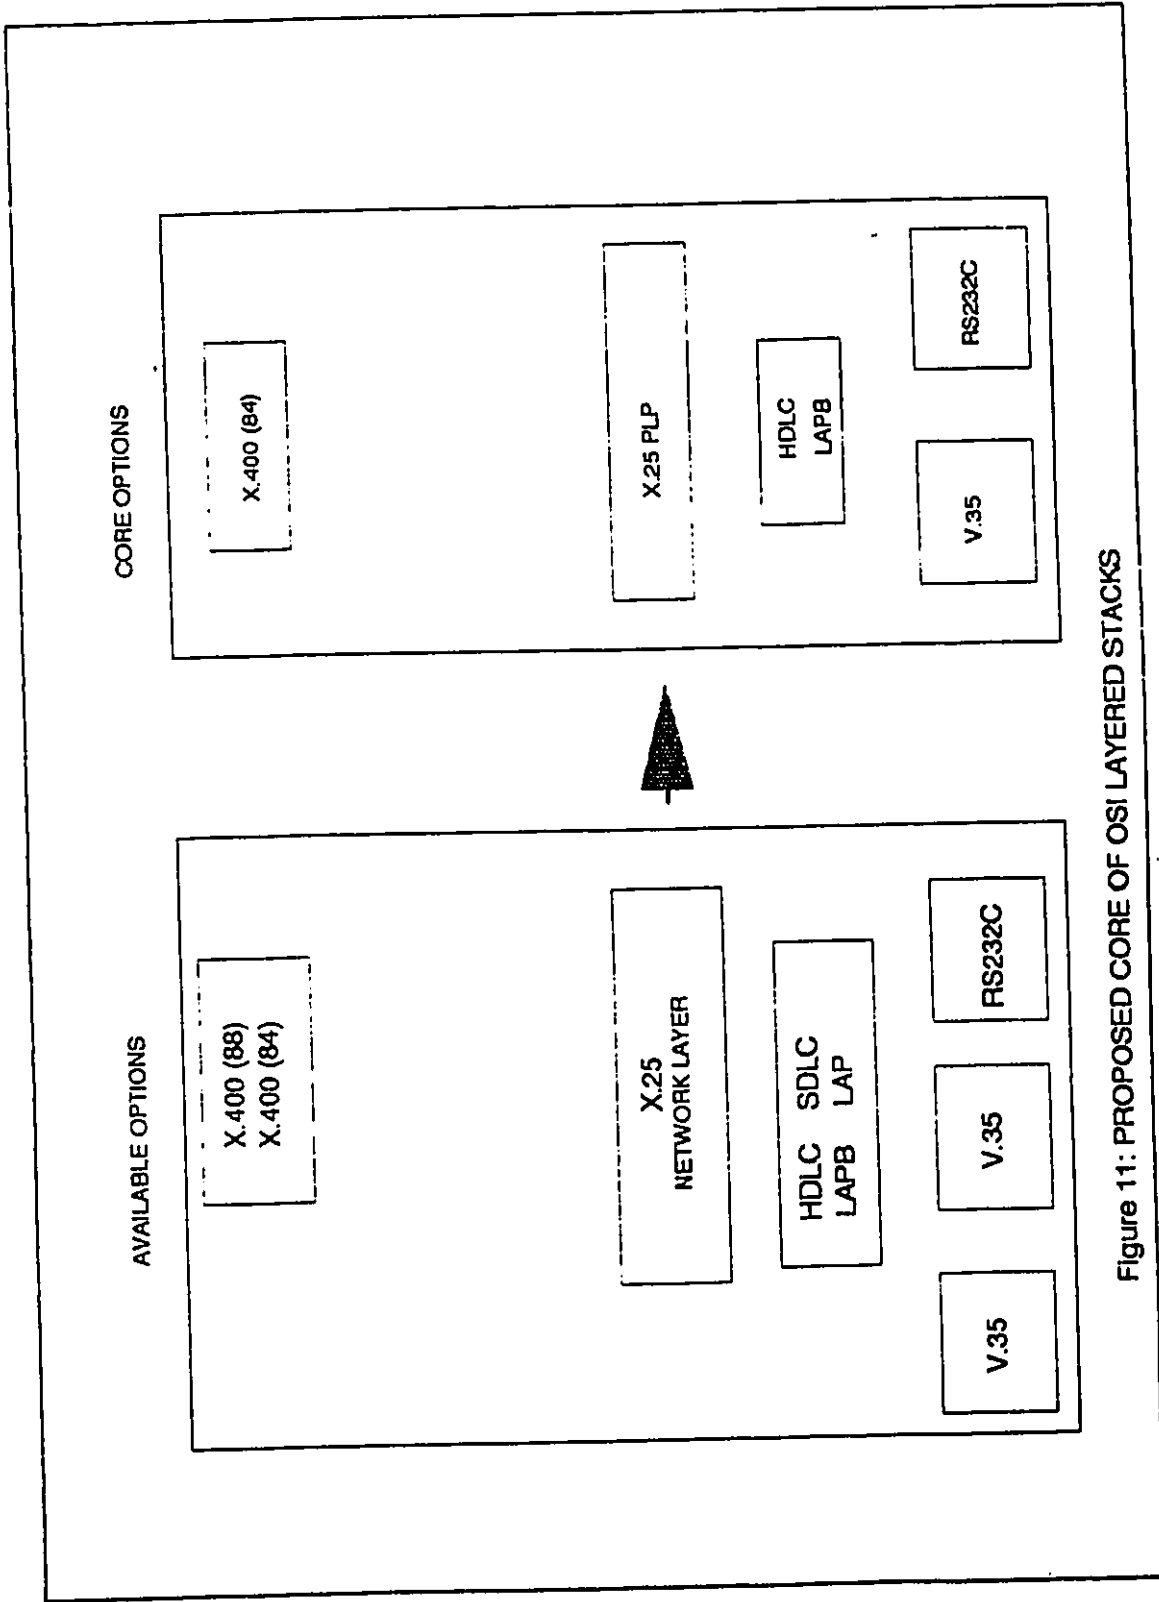 AVAILABLE OPTIONS
X.400 (88)
X.400 (84)
X.25
NETWORK LAYER
HDLC SDLC
LAPB LAP
V.35
V.35
RS232C
CORE OPTIONS
X.400 (84)
X.25 PLP
HDLC
LAPB
V.35
RS232C
Figure 11: PROPOSED CORE OF OSI LAYERED STACKS